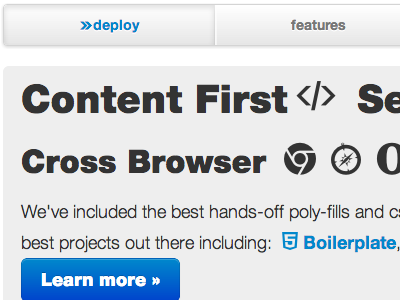 »deploy
features
Content First </> Se
Cross Browser
We've included the best hands-off poly-fills and cs
best projects out there including: Boilerplate,
Learn more »